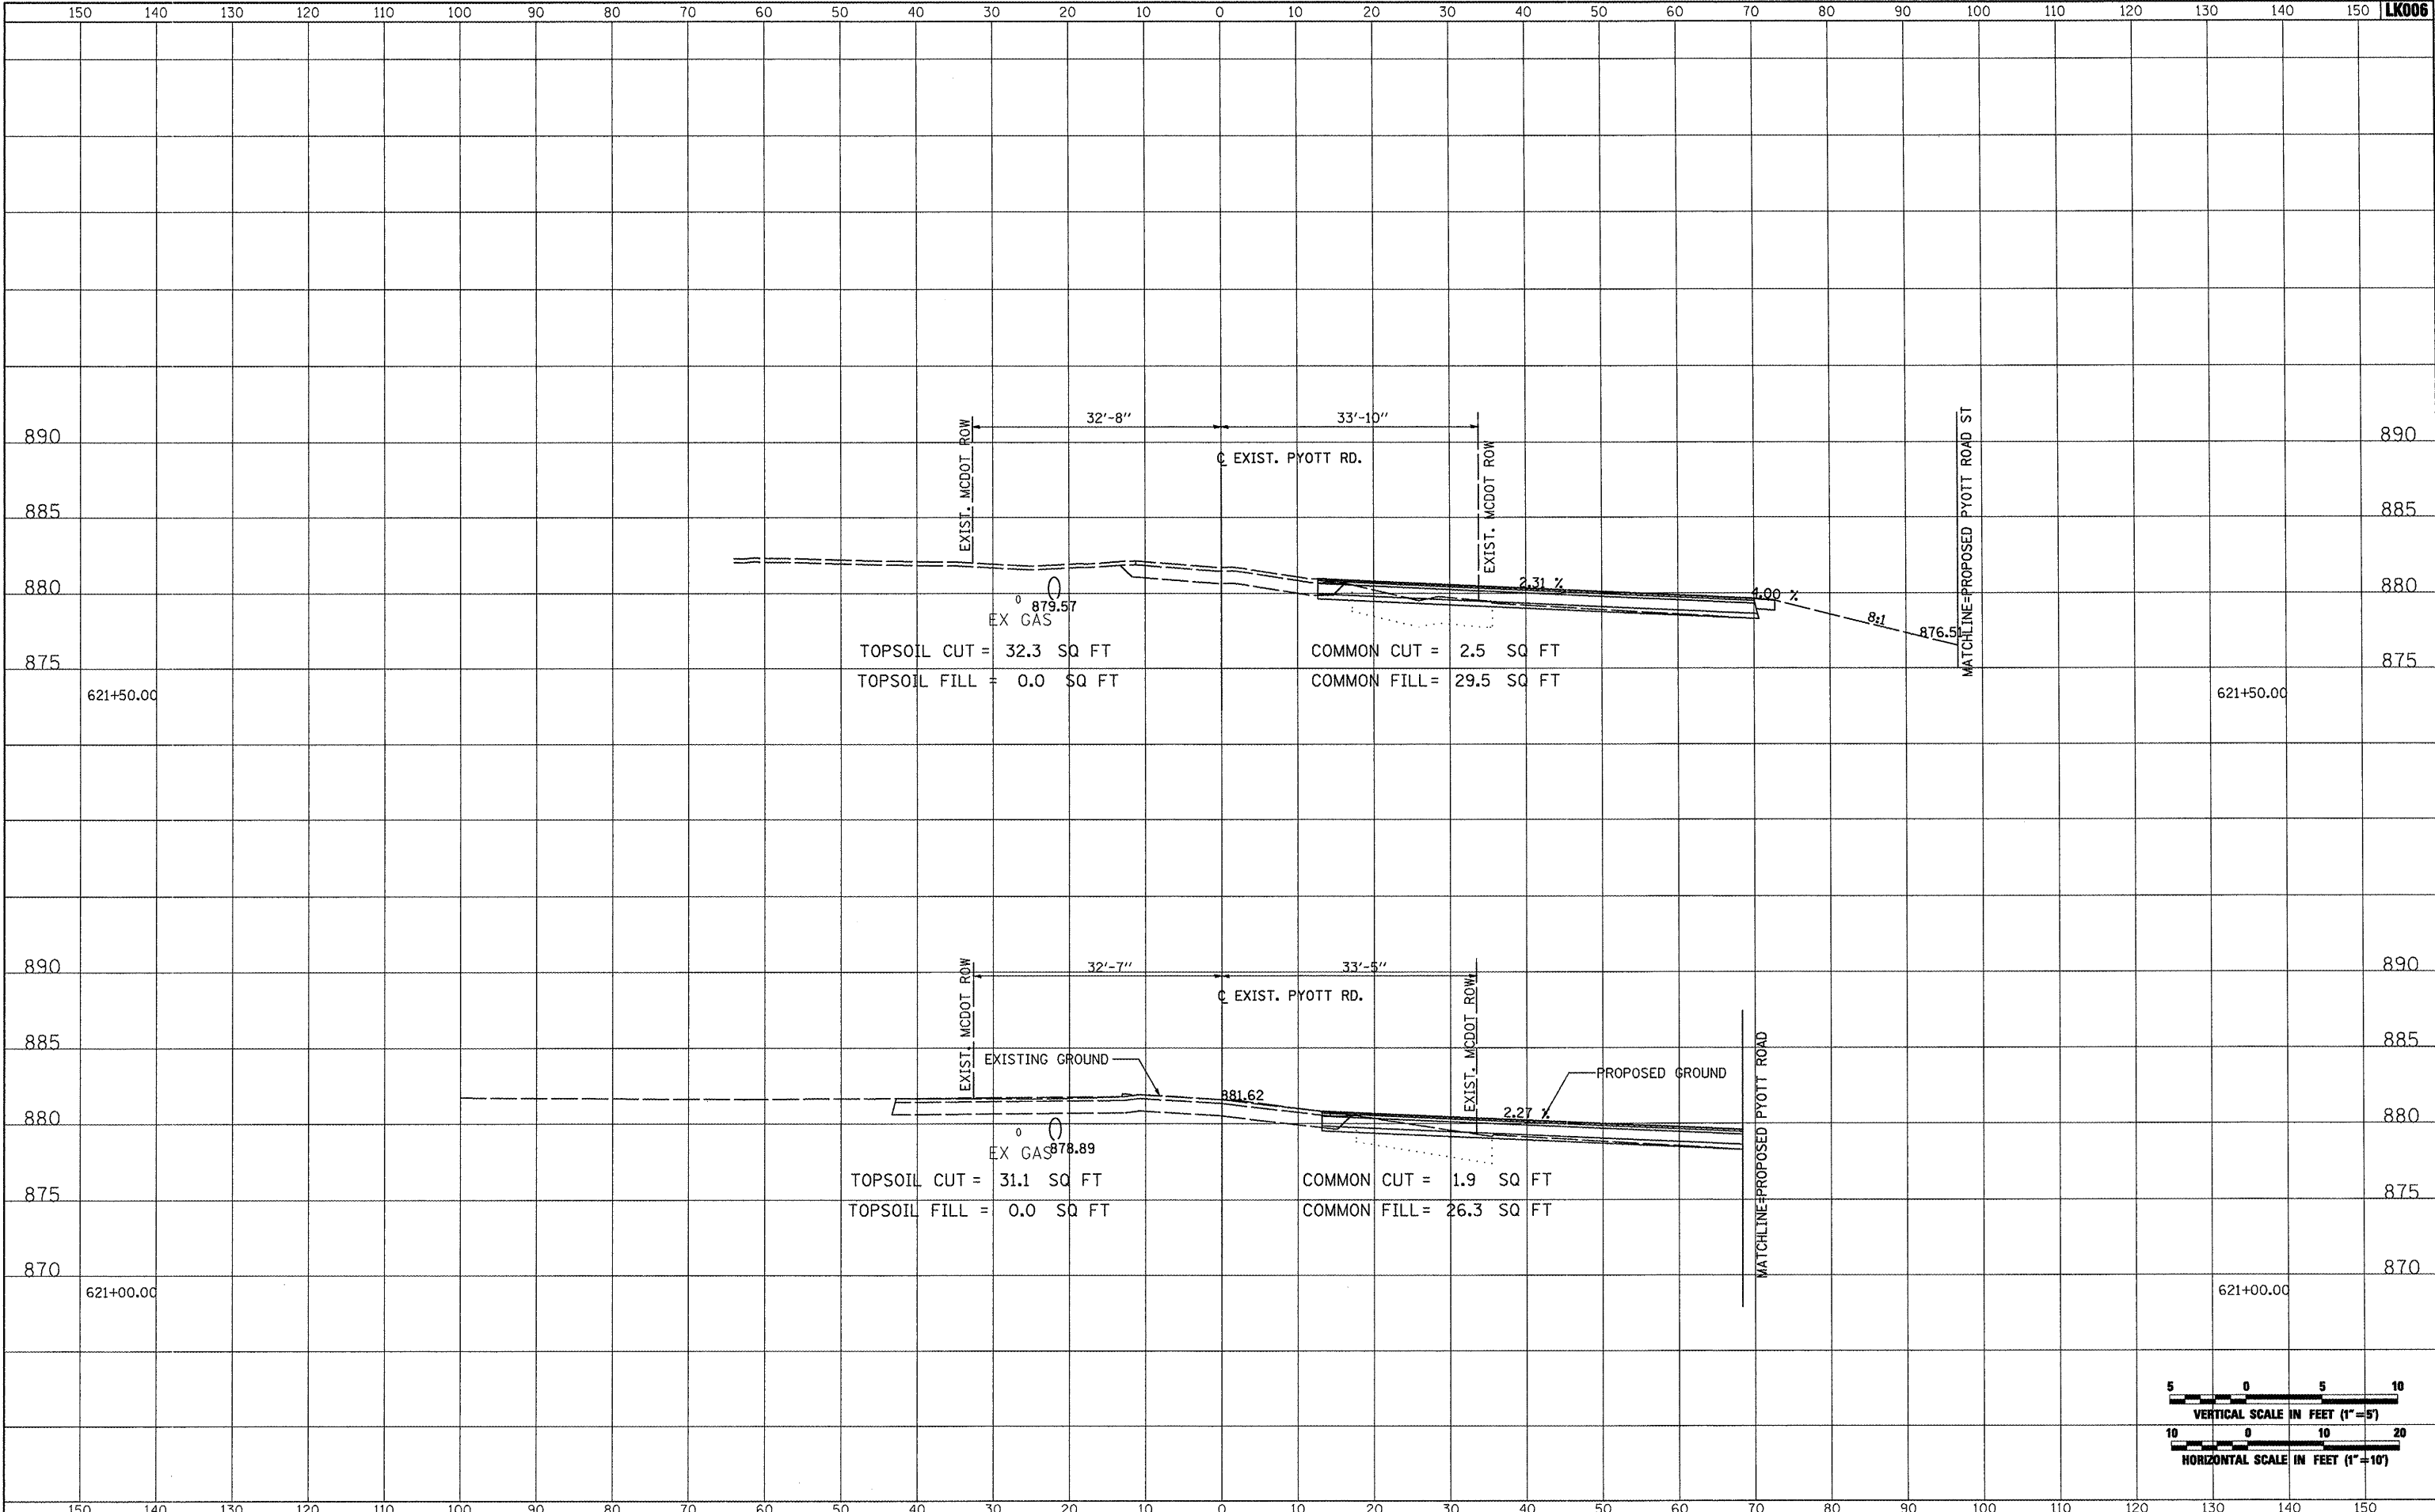 150 140 130 120 110 100 90 80 70 60 50 40 30 20 10 0 10 20 30 40 50 60 70 80 90 100 110 120 130 140 150 LK006
32'-8" 33'-10"
890 890
EXIST. MCDOT ROW
℄ EXIST. PYOTT RD.
EXIST. MCDOT ROW
MATCHLINE=PROPOSED PYOTT ROAD ST
885 885
880 2.31 % 4.00 % 880
0 879.57
EX GAS
8:1
876.51
TOPSOIL CUT = 32.3 SQ FT COMMON CUT = 2.5 SQ FT
875 875
TOPSOIL FILL = 0.0 SQ FT COMMON FILL= 29.5 SQ FT
621+50.00 621+50.00
890 32'-7" 33'-5" 890
EXIST. MCDOT ROW
℄ EXIST. PYOTT RD.
EXIST. MCDOT ROW
885 885
EXISTING GROUND
PROPOSED GROUND
MATCHLINE=PROPOSED PYOTT ROAD
881.62
880 2.27 % 880
0
EX GAS 878.89
TOPSOIL CUT = 31.1 SQ FT COMMON CUT = 1.9 SQ FT
875 875
TOPSOIL FILL = 0.0 SQ FT COMMON FILL= 26.3 SQ FT
870 870
621+00.00 621+00.00
5 0 5 10
VERTICAL SCALE IN FEET (1"=5')
10 0 10 20
HORIZONTAL SCALE IN FEET (1"=10')
150 140 130 120 110 100 90 80 70 60 50 40 30 20 10 0 10 20 30 40 50 60 70 80 90 100 110 120 130 140 150